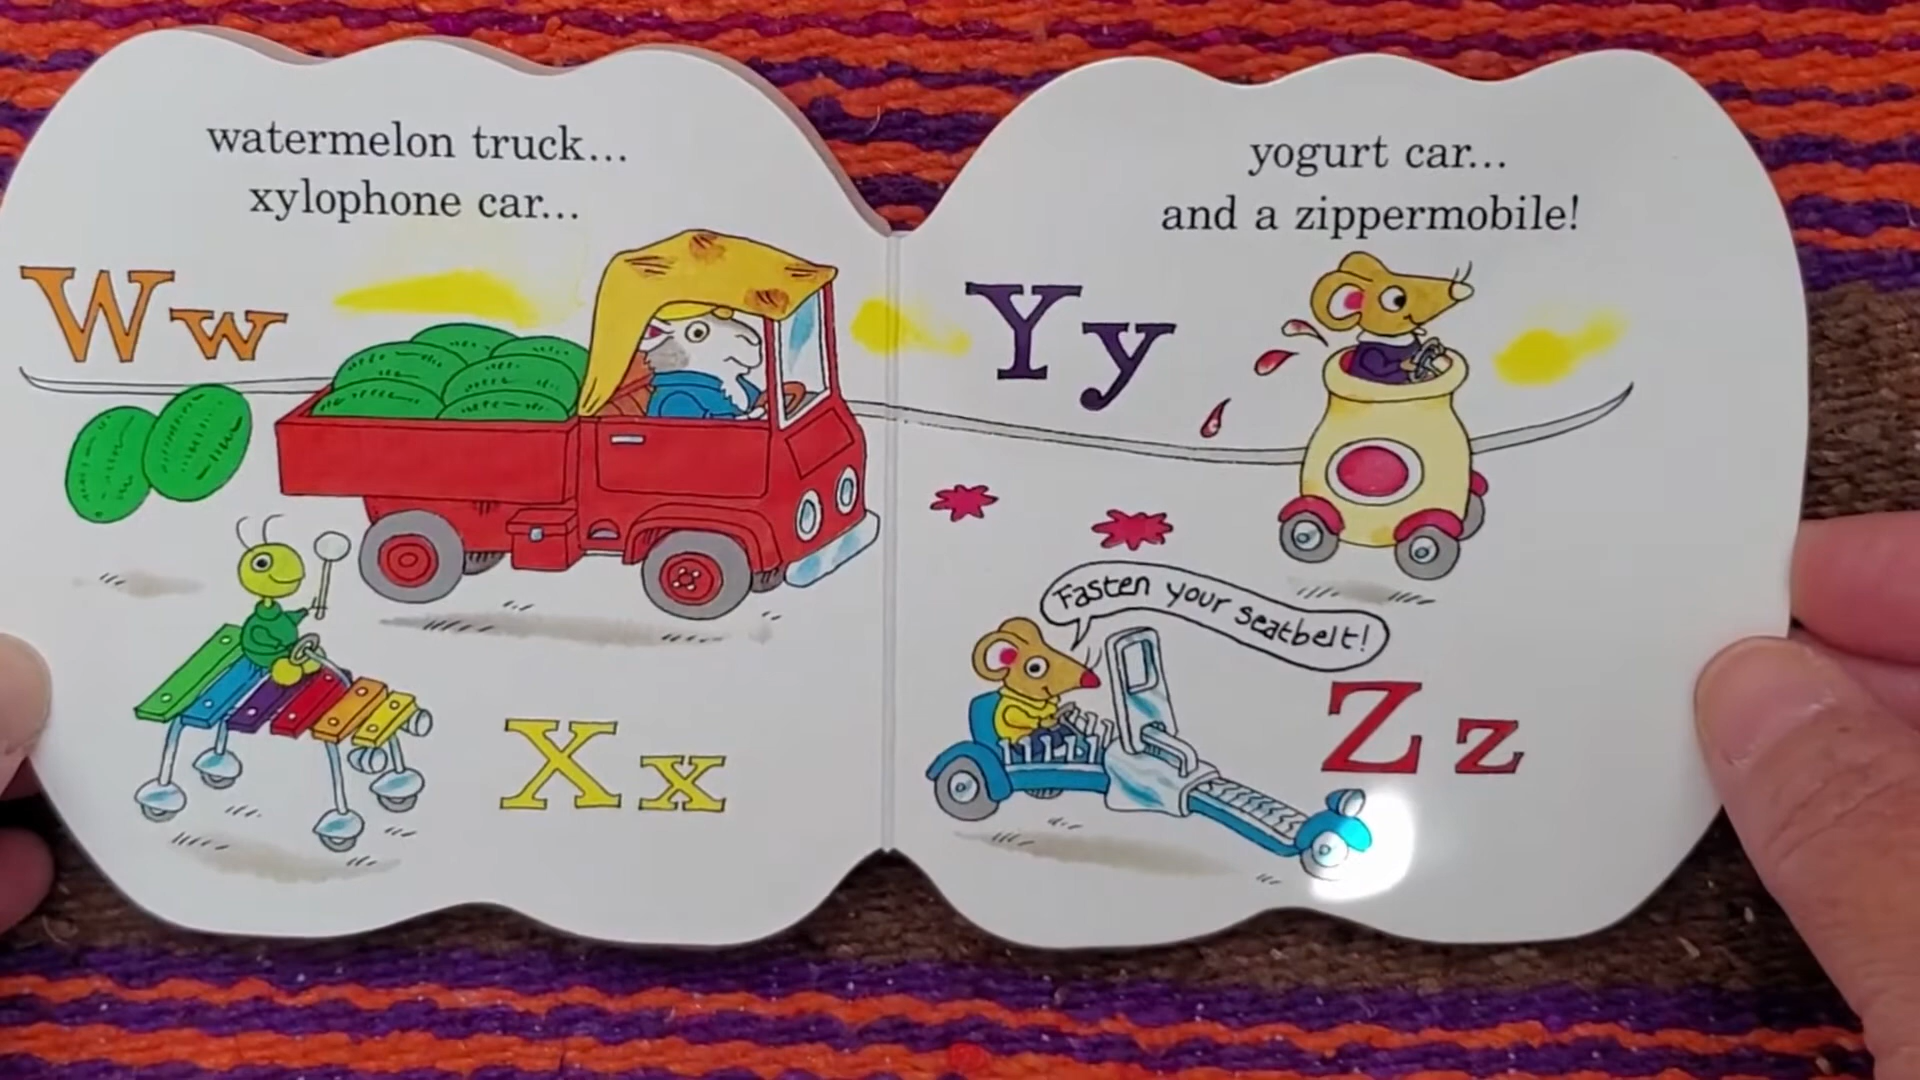 watermelon truck...
xylophone car...
Ww
Xx
yogurt car...
and a zippermobile!
Yy
Fasten your seatbelt!
Zz